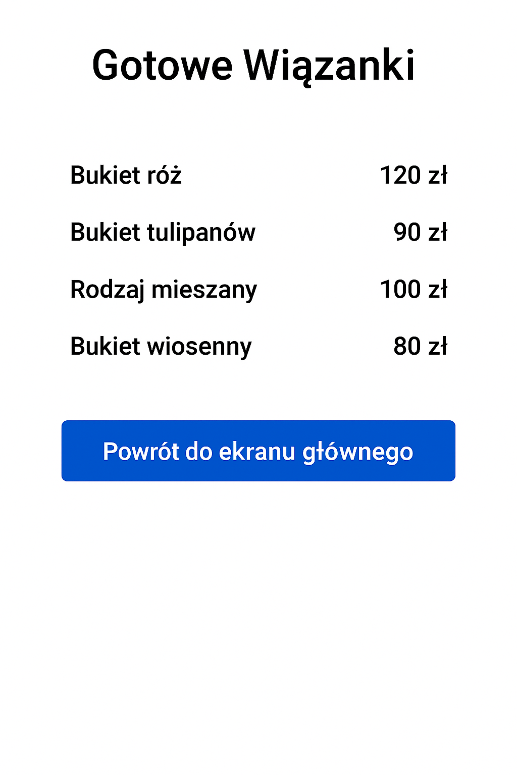 Gotowe Wiązanki
Bukiet róż 120 zł
Bukiet tulipanów 90 zł
Rodzaj mieszany 100 zł
Bukiet wiosenny 80 zł
Powrót do ekranu głównego